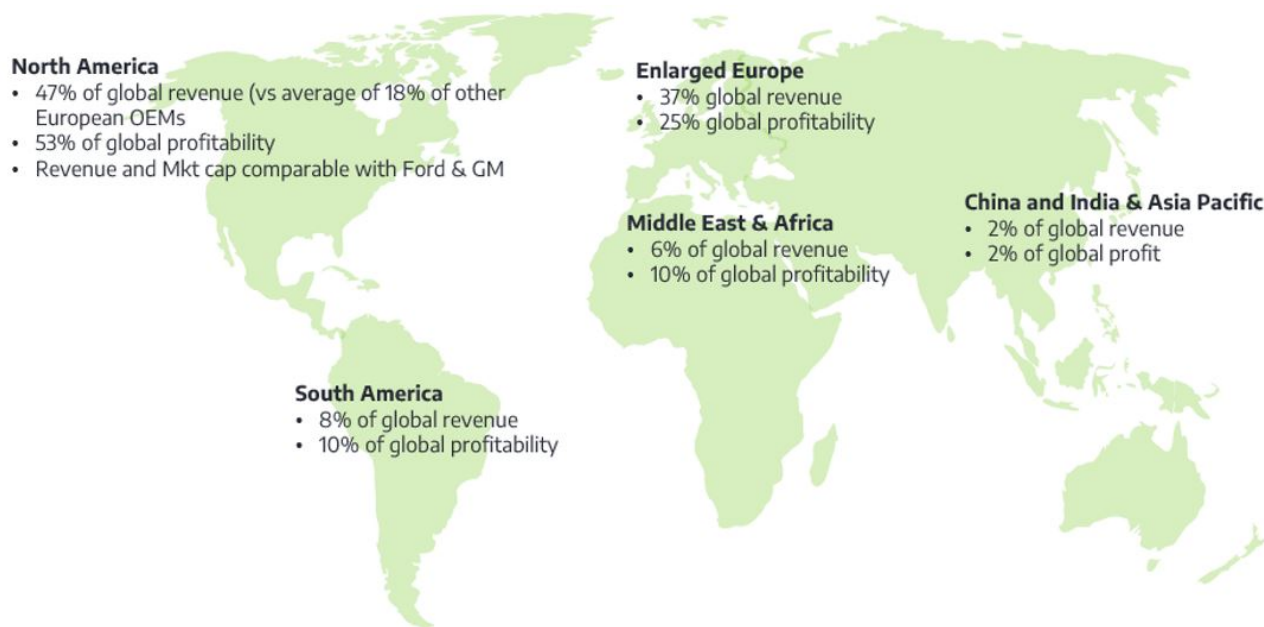 North America
• 47% of global revenue (vs average of 18% of other
European OEMs
• 53% of global profitability
• Revenue and Mkt cap comparable with Ford & GM
Enlarged Europe
• 37% global revenue
• 25% global profitability
Middle East & Africa
• 6% of global revenue
• 10% of global profitability
China and India & Asia Pacific
• 2% of global revenue
• 2% of global profit
South America
• 8% of global revenue
• 10% of global profitability